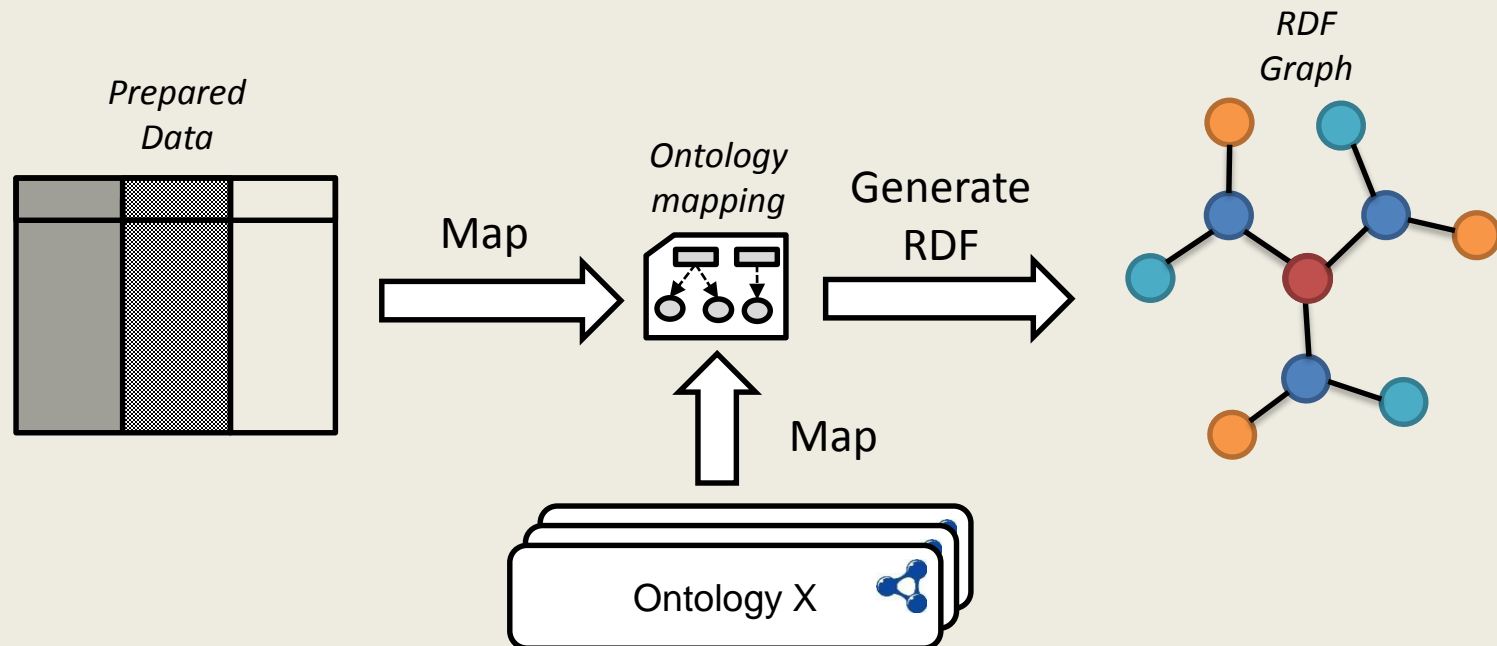 Prepared
Data
Map
Ontology
mapping
Generate
RDF
RDF
Graph
Map
Ontology X